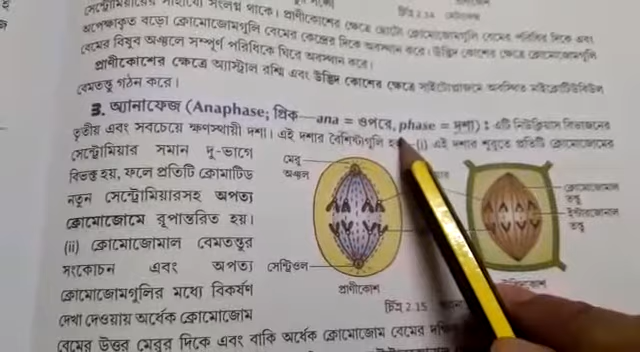 সেন্ট্রোমিয়ারের সাহায্যে সংলগ্ন থাকে। প্রাণীকোশের ক্ষেত্রে ছোটো ক্রোমোজোমগুলি বেমের পরিধির দিকে এবং
অপেক্ষাকৃত বড়ো ক্রোমোজোমগুলি বেমের কেন্দ্রের দিকে অবস্থান করে। উদ্ভিদ কোশের ক্ষেত্রে ক্রোমোজোমগুলি
বেমের বিষুব অঞ্চলে সম্পূর্ণ পরিধিকে ঘিরে অবস্থান করে।
প্রাণীকোশের ক্ষেত্রে অ্যাস্ট্রাল রশ্মি এবং উদ্ভিদ কোশের ক্ষেত্রে সাইটোপ্লাজমে অবস্থিত মাইক্রোটিউবিউল
বেমতন্তু গঠন করে।
3. অ্যানাফেজ (Anaphase; গ্রিক—ana = ওপরে, phase = দশা) : এটি নিউক্লিয়াস বিভাজনের
তৃতীয় এবং সবচেয়ে ক্ষণস্থায়ী দশা। এই দশার বৈশিষ্ট্যগুলি (i) এই দশার শুরুতে প্রতিটি ক্রোমোজোমের
সেন্ট্রোমিয়ার সমান দু-ভাগে
বিভক্ত হয়, ফলে প্রতিটি ক্রোমাটিড
নতুন সেন্ট্রোমিয়ারসহ অপত্য
ক্রোমোজোমে রূপান্তরিত হয়।
(ii) ক্রোমোজোমাল বেমতন্তুর
সংকোচন এবং অপত্য
ক্রোমোজোমগুলির মধ্যে বিকর্ষণ
দেখা দেওয়ায় অর্ধেক ক্রোমোজোম
বেমের উত্তর মেরুর দিকে এবং বাকি অর্ধেক ক্রোমোজোম বেমের
মেরু
অঞ্চল
সেন্ট্রিওল
প্রাণীকোশ
ক্রোমোজোমাল
তন্তু
ইন্টারজোনাল
তন্তু
চিত্র 2.15